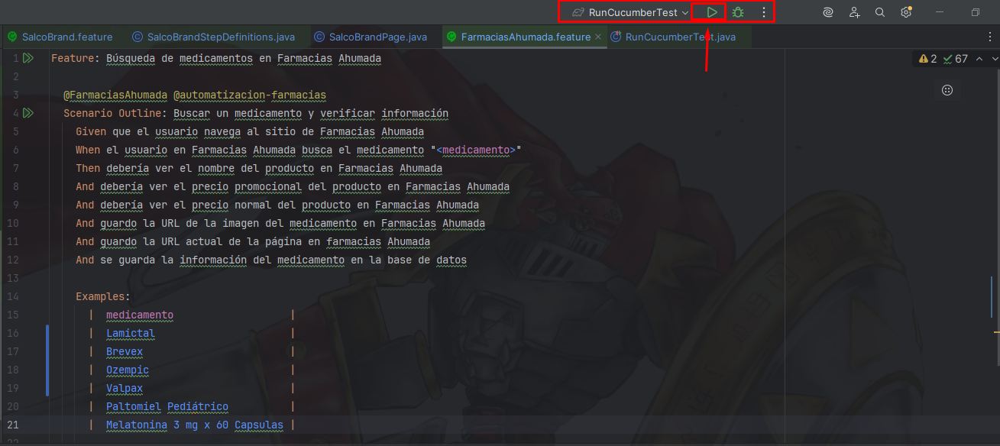 RunCucumberTest
SalcoBrand.feature SalcoBrandStepDefinitions.java SalcoBrandPage.java FarmaciasAhumada.feature RunCucumberTest.java
2 67
1 Feature: Búsqueda de medicamentos en Farmacias Ahumada
2
3 @FarmaciasAhumada @automatizacion-farmacias
4 Scenario Outline: Buscar un medicamento y verificar información
5 Given que el usuario navega al sitio de Farmacias Ahumada
6 When el usuario en Farmacias Ahumada busca el medicamento "<medicamento>"
7 Then debería ver el nombre del producto en Farmacias Ahumada
8 And debería ver el precio promocional del producto en Farmacias Ahumada
9 And debería ver el precio normal del producto en Farmacias Ahumada
10 And guardo la URL de la imagen del medicamento en Farmacias Ahumada
11 And guardo la URL actual de la página en farmacias Ahumada
12 And se guarda la información del medicamento en la base de datos
13
14 Examples:
15 | medicamento |
16 | Lamictal |
17 | Brevex |
18 | Ozempic |
19 | Valpax |
20 | Paltomiel Pediátrico |
21 | Melatonina 3 mg x 60 Capsulas |